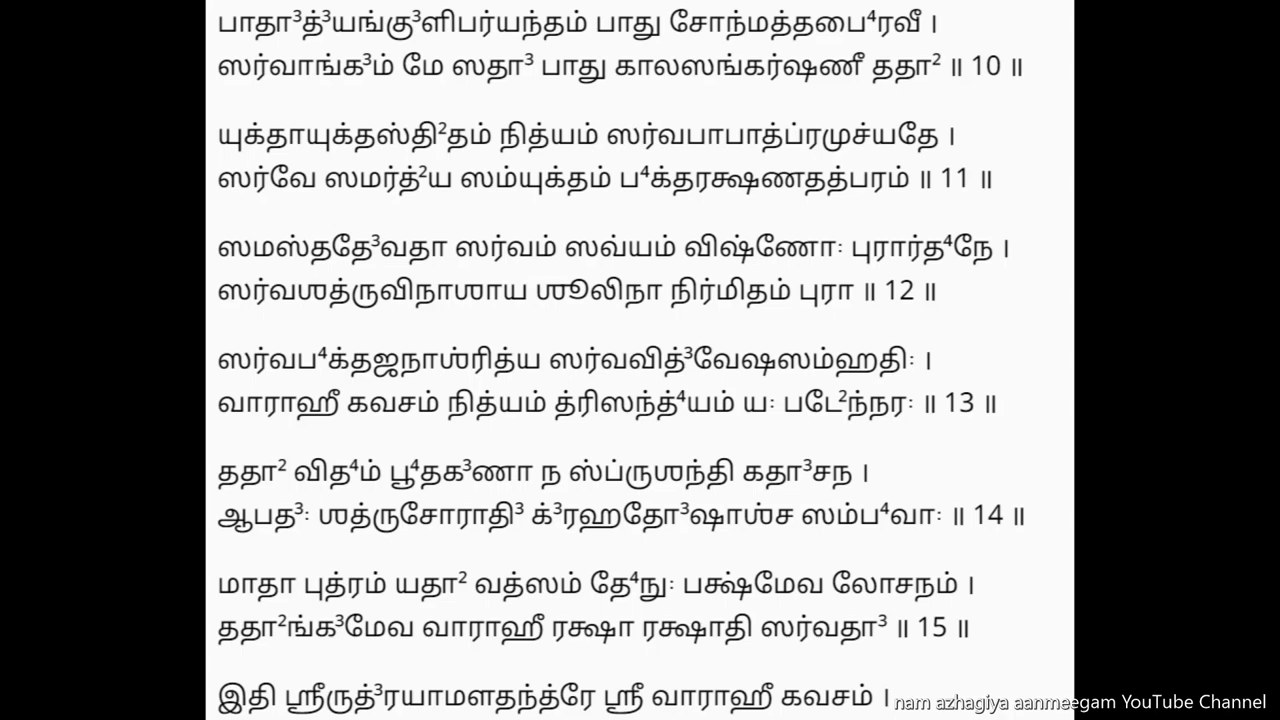 பாதா³த்³யங்கு³ளிபர்யந்தம் பாது சோந்மத்தபை⁴ரவீ ।
ஸர்வாங்க³ம் மே ஸதா³ பாது காலஸங்கர்ஷணீ ததா² ॥ 10 ॥
யுக்தாயுக்தஸ்தி²தம் நித்யம் ஸர்வபாபாத்ப்ரமுச்யதே ।
ஸர்வே ஸமர்த்²ய ஸம்யுக்தம் ப⁴க்தரக்ஷணதத்பரம் ॥ 11 ॥
ஸமஸ்ததே³வதா ஸர்வம் ஸவ்யம் விஷ்ணோ꞉ புரார்த⁴நே ।
ஸர்வஶத்ருவிநாஶாய ஶூலிநா நிர்மிதம் புரா ॥ 12 ॥
ஸர்வப⁴க்தஜநாஶ்ரித்ய ஸர்வவித்³வேஷஸம்ஹதி꞉ ।
வாராஹீ கவசம் நித்யம் த்ரிஸந்த்⁴யம் ய꞉ படே²ந்நர꞉ ॥ 13 ॥
ததா² வித⁴ம் பூ⁴தக³ணா ந ஸ்ப்ருஶந்தி கதா³சந ।
ஆபத³꞉ ஶத்ருசோராதி³ க்³ரஹதோ³ஷாஶ்ச ஸம்ப⁴வா꞉ ॥ 14 ॥
மாதா புத்ரம் யதா² வத்ஸம் தே⁴நு꞉ பக்ஷ்மேவ லோசநம் ।
ததா²ங்க³மேவ வாராஹீ ரக்ஷா ரக்ஷாதி ஸர்வதா³ ॥ 15 ॥
இதி ஶ்ரீருத்³ரயாமளதந்த்ரே ஶ்ரீ வாராஹீ கவசம் ।
nam azhagiya aanmeegam YouTube Channel